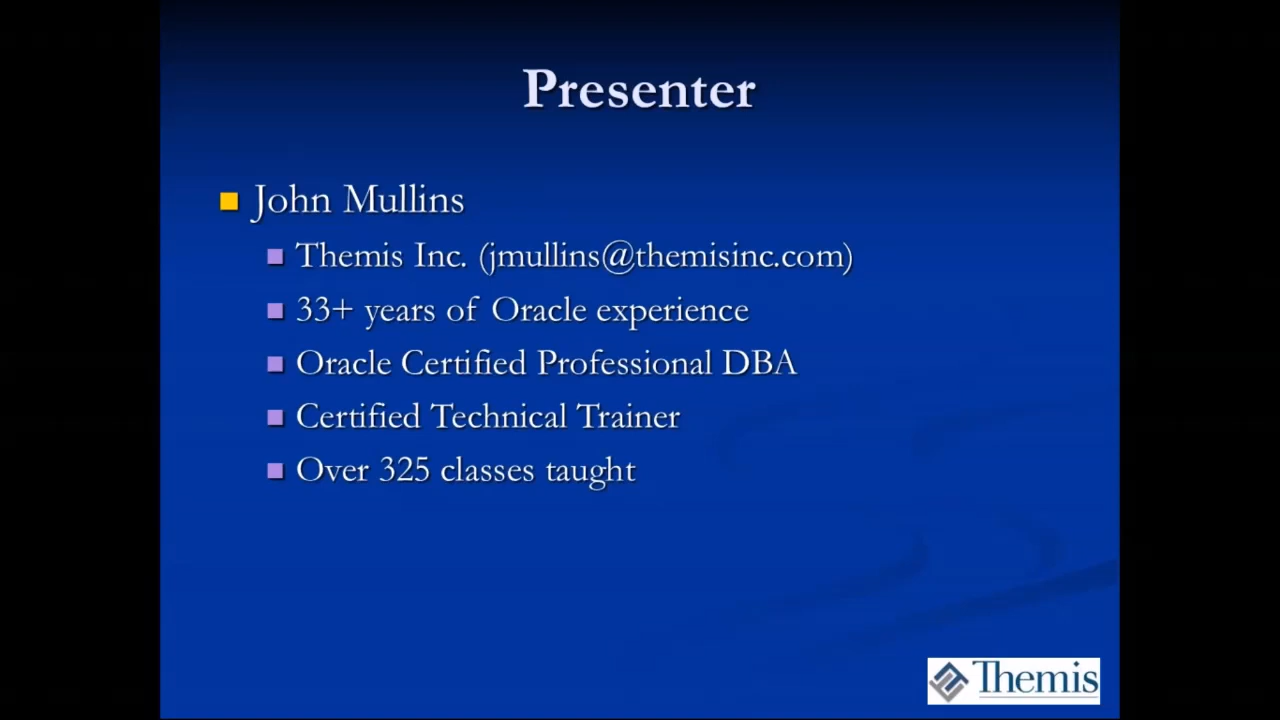 Presenter
John Mullins
Themis Inc. (jmullins@themisinc.com)
33+ years of Oracle experience
Oracle Certified Professional DBA
Certified Technical Trainer
Over 325 classes taught
Themis